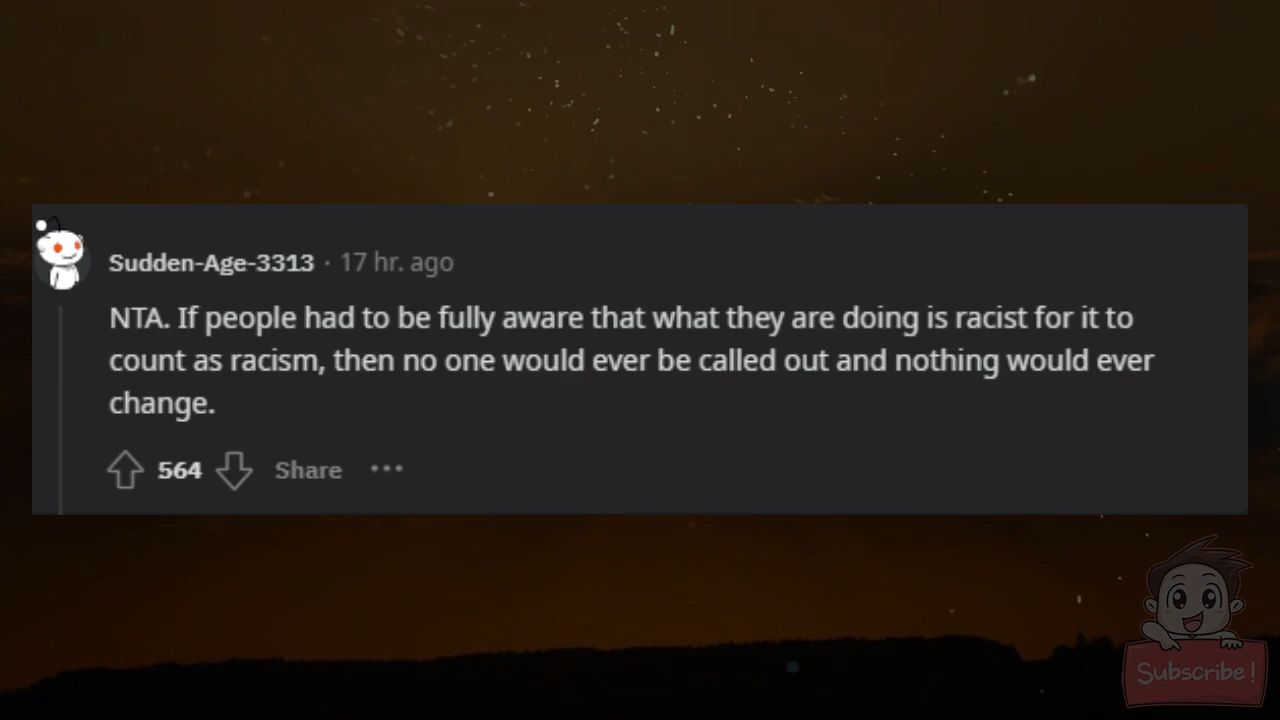 Sudden-Age-3313 · 17 hr. ago
NTA. If people had to be fully aware that what they are doing is racist for it to
count as racism, then no one would ever be called out and nothing would ever
change.
564 Share ...
Subscribe!